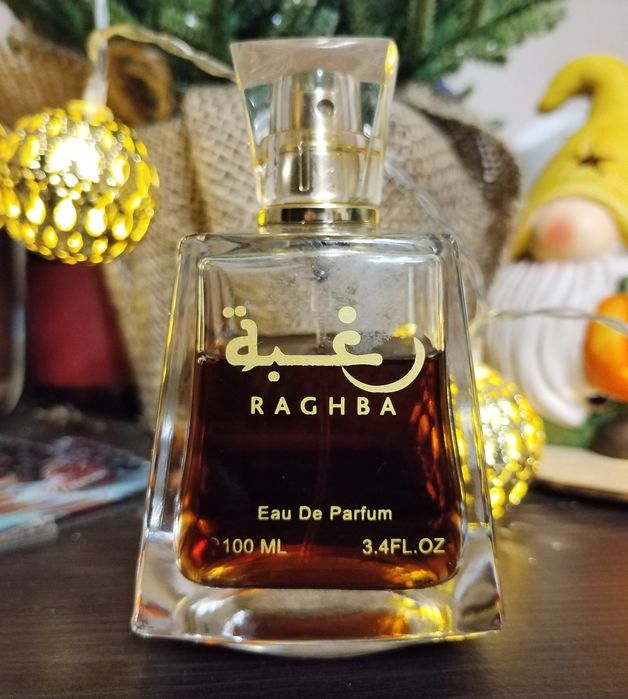 رغبة
RAGHBA
Eau De Parfum
100 ML 3.4FL.OZ